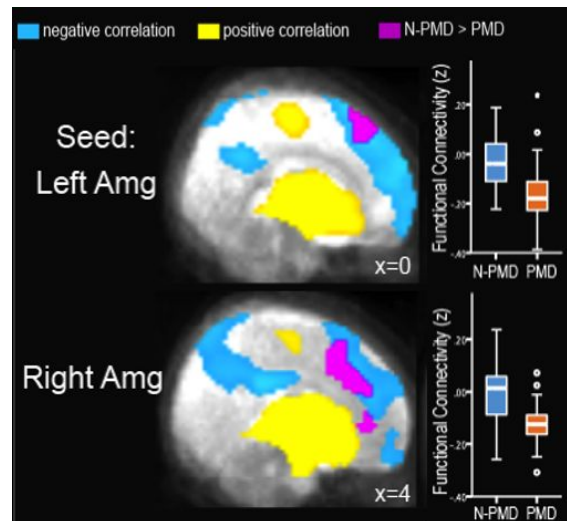 negative correlation positive correlation N-PMD > PMD
Seed:
Left Amg
x=0
Functional Connectivity (z)
.20
.00
-.20
-.40
N-PMD PMD
Right Amg
x=4
Functional Connectivity (z)
.20
.00
-.20
-.40
N-PMD PMD